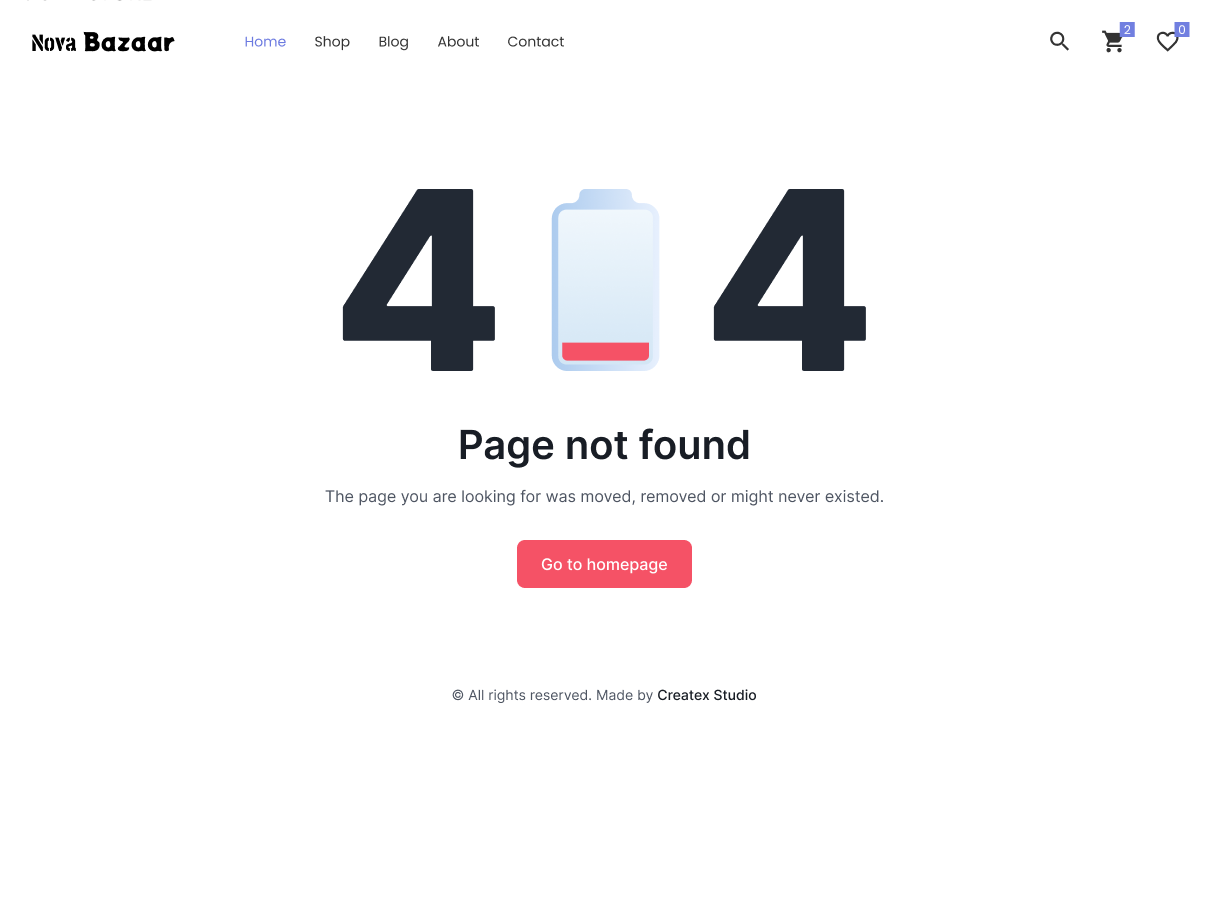 Nova Bazaar
Home Shop Blog About Contact
2 0
4 4
Page not found
The page you are looking for was moved, removed or might never existed.
Go to homepage
© All rights reserved. Made by Createx Studio